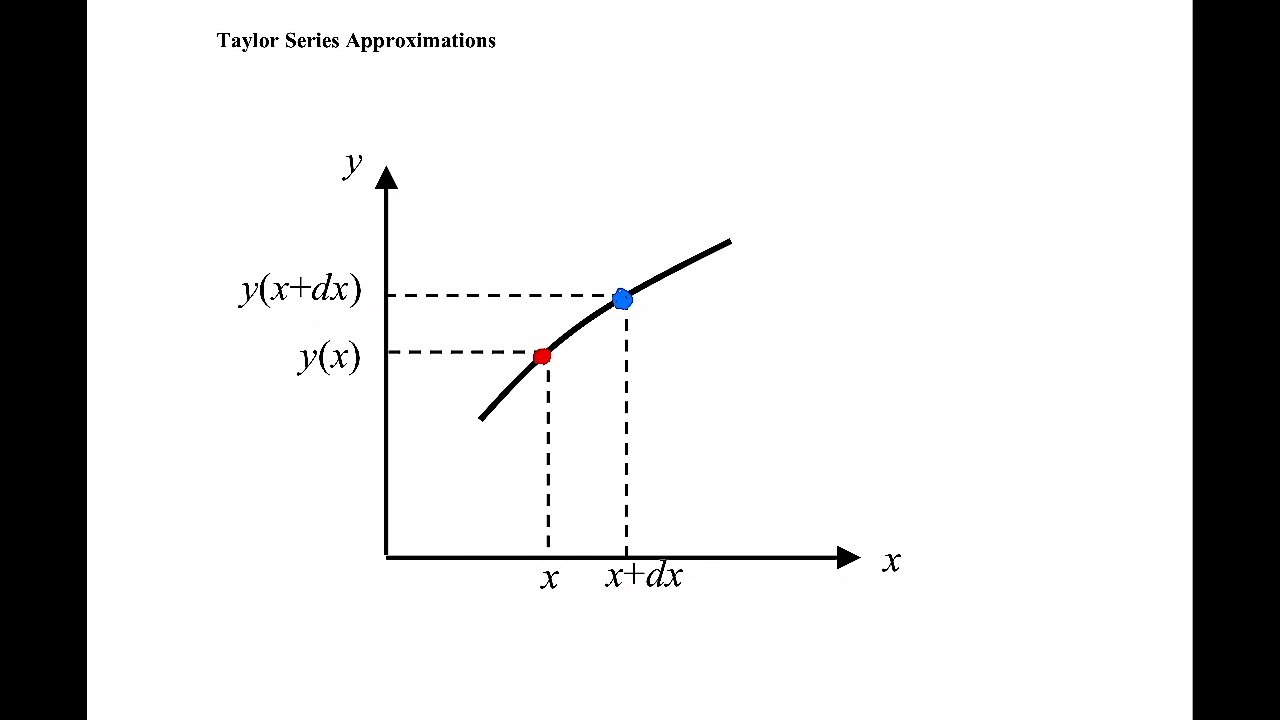 Taylor Series Approximations
y
y(x+dx)
y(x)
x
x+dx
x